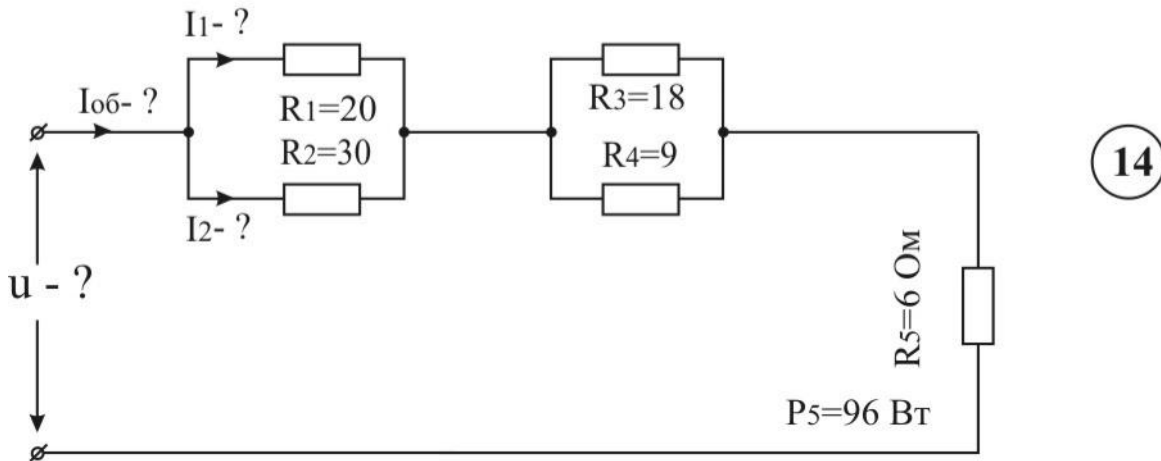 I1- ?
Iоб- ?
R1=20
R2=30
I2- ?
R3=18
R4=9
14
u - ?
R5=6 Ом
P5=96 Вт